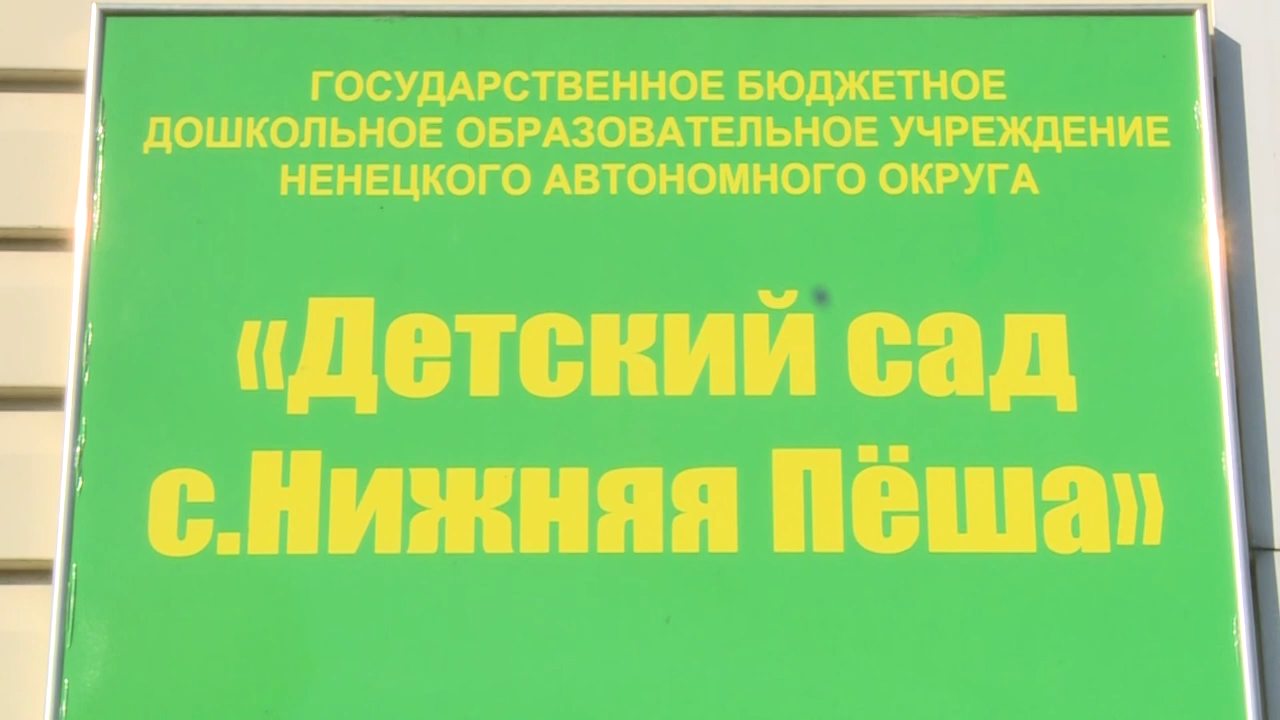 ГОСУДАРСТВЕННОЕ БЮДЖЕТНОЕ
ДОШКОЛЬНОЕ ОБРАЗОВАТЕЛЬНОЕ УЧРЕЖДЕНИЕ
НЕНЕЦКОГО АВТОНОМНОГО ОКРУГА
«Детский сад
с.Нижняя Пёша»